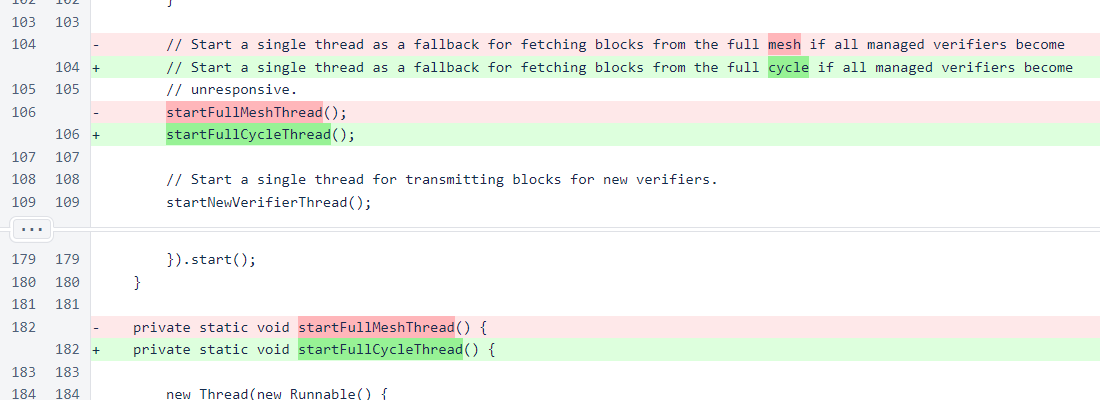 102 102 }
103 103
104 - // Start a single thread as a fallback for fetching blocks from the full mesh if all managed verifiers become
104 + // Start a single thread as a fallback for fetching blocks from the full cycle if all managed verifiers become
105 105 // unresponsive.
106 - startFullMeshThread();
106 + startFullCycleThread();
107 107
108 108 // Start a single thread for transmitting blocks for new verifiers.
109 109 startNewVerifierThread();
...
179 179 }).start();
180 180 }
181 181
182 - private static void startFullMeshThread() {
182 + private static void startFullCycleThread() {
183 183
184 184 new Thread(new Runnable() {